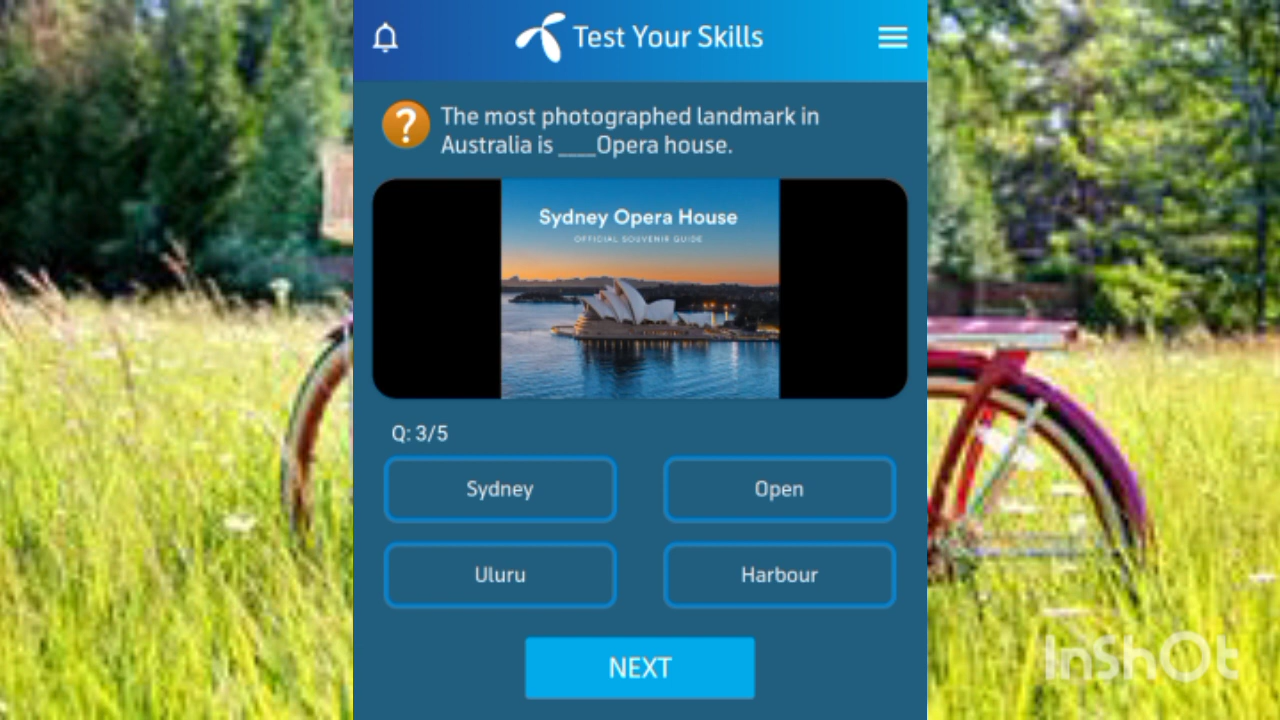 Test Your Skills
The most photographed landmark in
Australia is ____Opera house.
Sydney Opera House
OFFICIAL SOUVENIR GUIDE
Q: 3/5
Sydney
Open
Uluru
Harbour
NEXT
InShOt